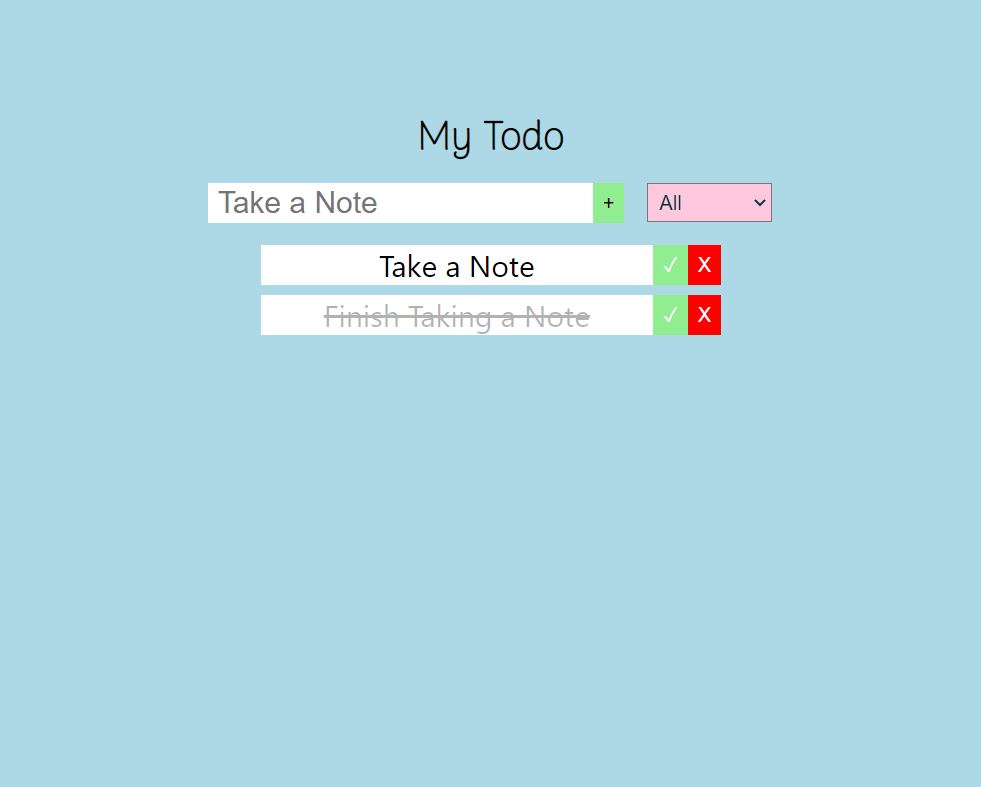 My Todo
Take a Note + All
Take a Note ✓ X
Finish Taking a Note ✓ X